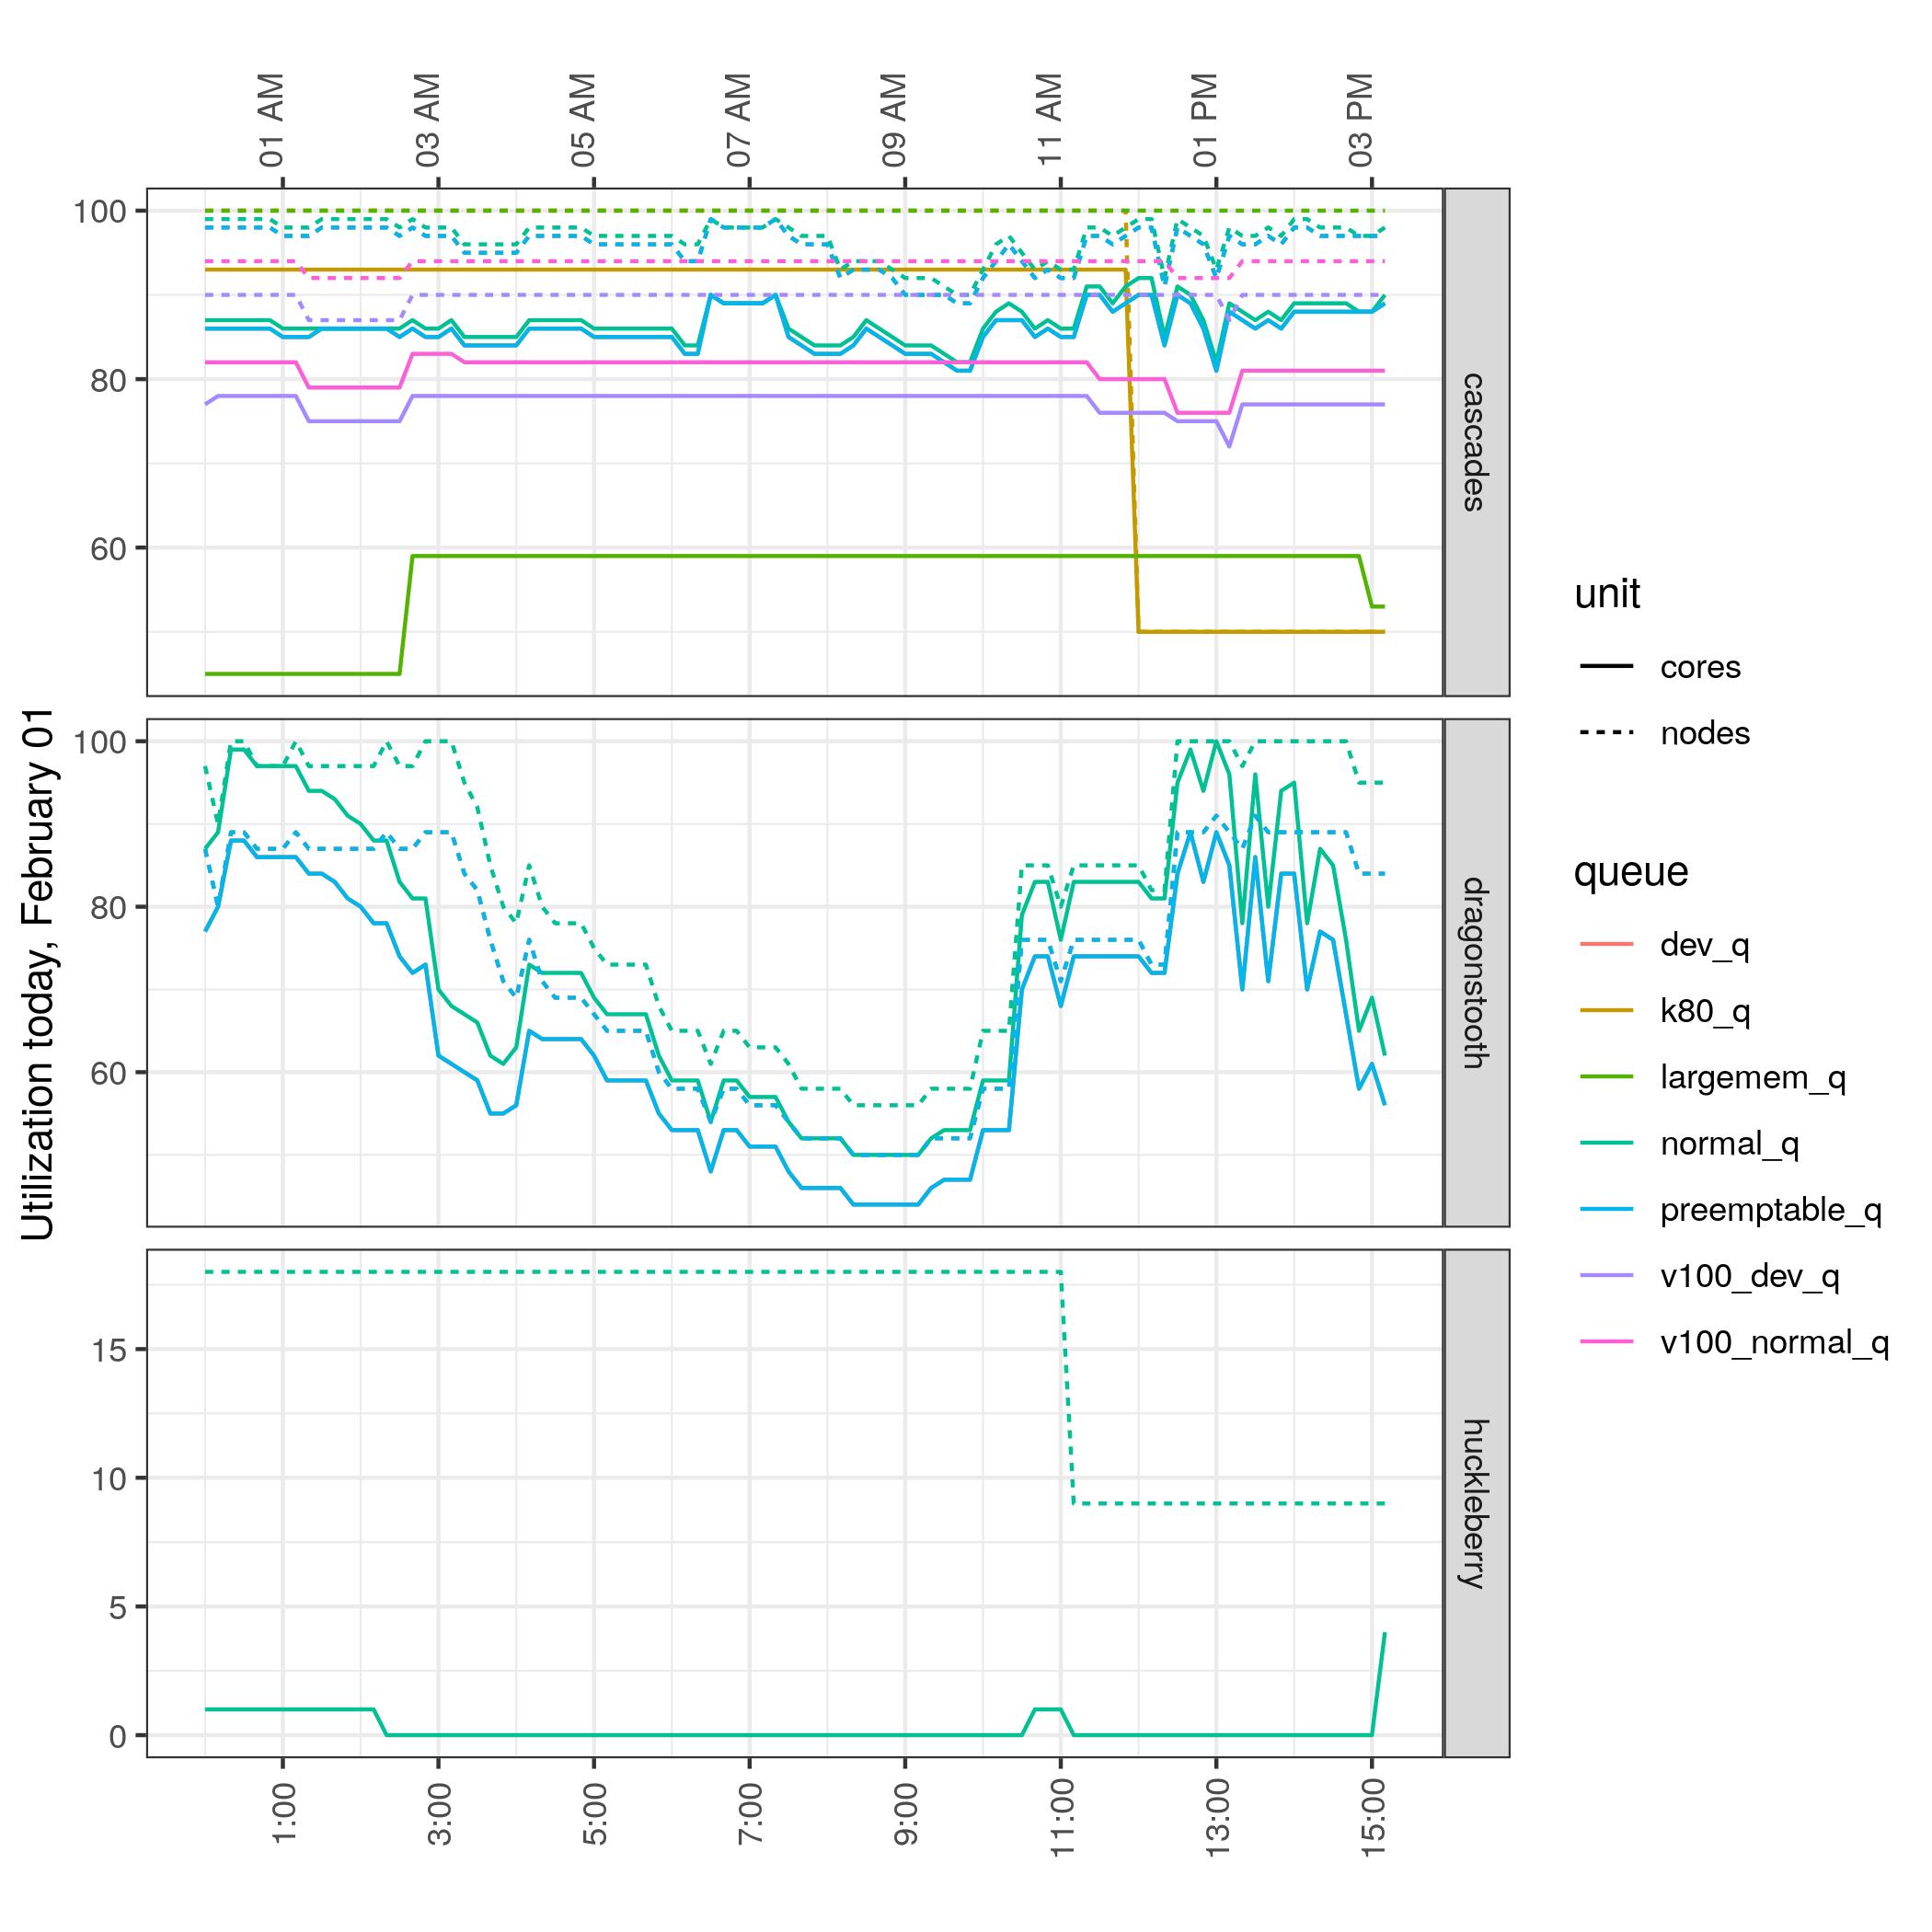 01 AM
03 AM
05 AM
07 AM
09 AM
11 AM
01 PM
03 PM
Utilization today, February 01
100
80
60
cascades
100
80
60
dragonstooth
15
10
5
0
huckleberry
1:00
3:00
5:00
7:00
9:00
11:00
13:00
15:00
unit
cores
nodes
queue
dev_q
k80_q
largemem_q
normal_q
preemptable_q
v100_dev_q
v100_normal_q